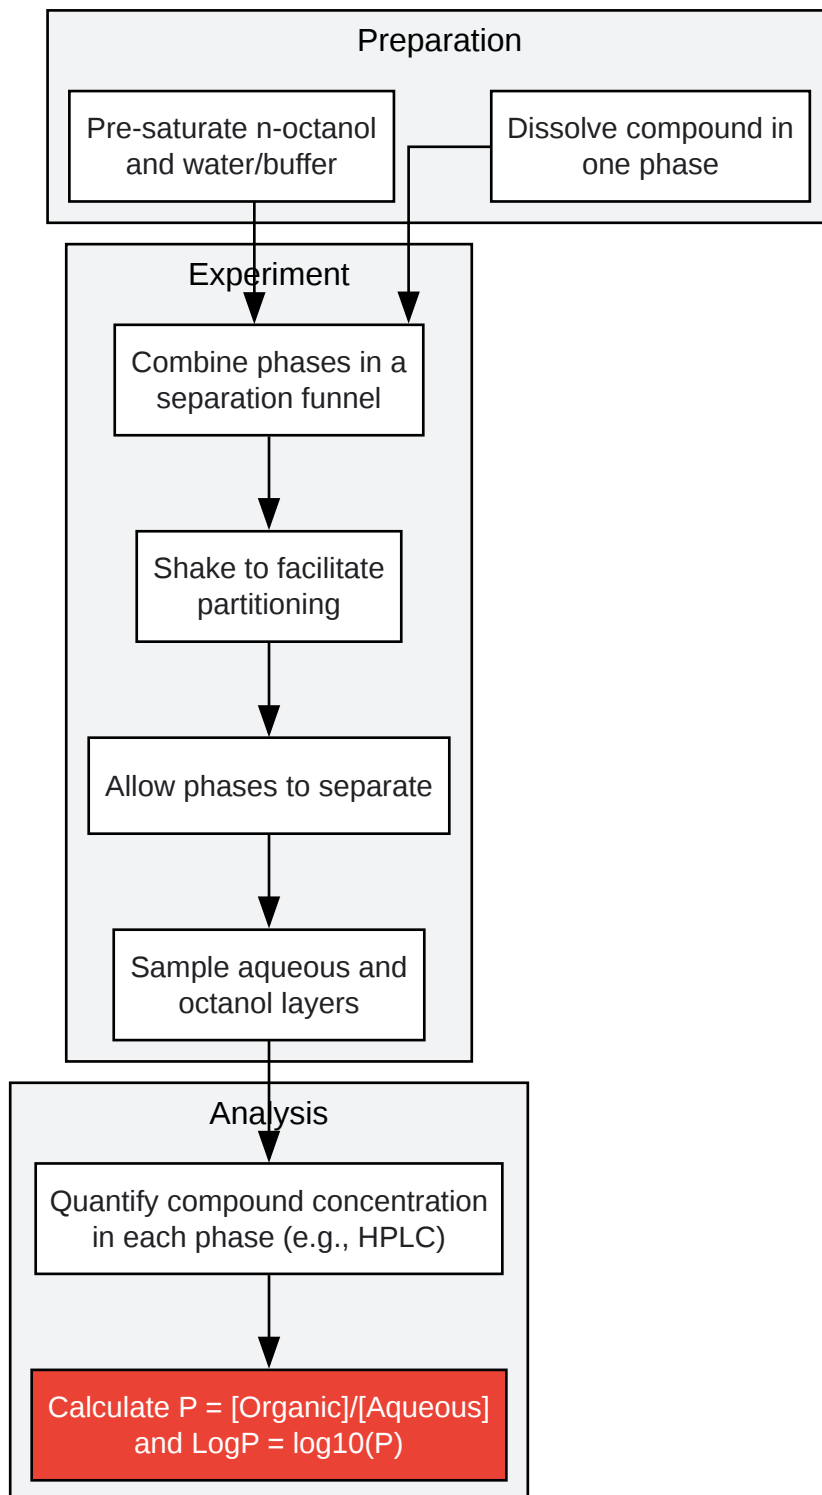 Preparation
Pre-saturate n-octanol
and water/buffer
Dissolve compound in
one phase
Experiment
Combine phases in a
separation funnel
Shake to facilitate
partitioning
Allow phases to separate
Sample aqueous and
octanol layers
Analysis
Quantify compound concentration
in each phase (e.g., HPLC)
Calculate P = [Organic]/[Aqueous]
and LogP = log10(P)